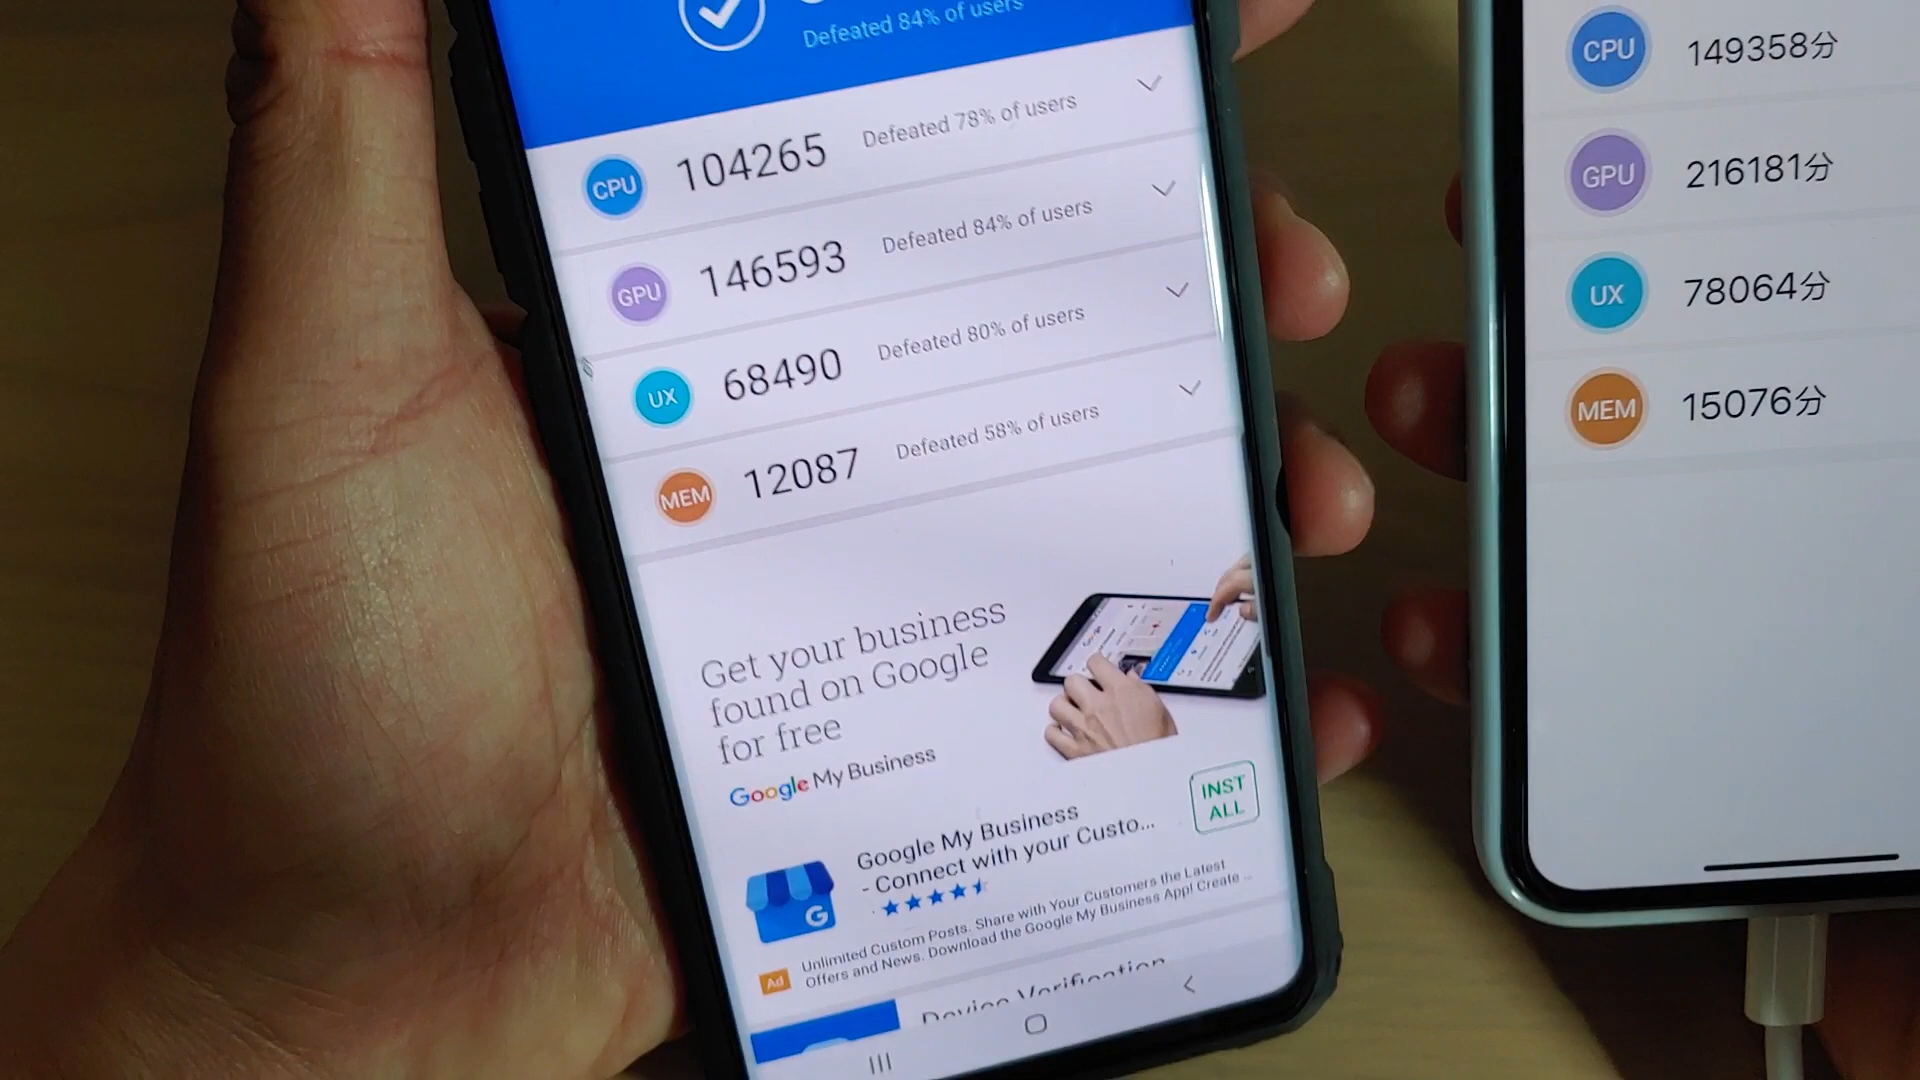 Defeated 84% of users
CPU 104265 Defeated 78% of users
GPU 146593 Defeated 84% of users
UX 68490 Defeated 80% of users
MEM 12087 Defeated 58% of users
Get your business
found on Google
for free
Google My Business
Google My Business
- Connect with your Custo...
INST
ALL
Ad
Unlimited Custom Posts. Share with Your Customers the Latest
Offers and News. Download the Google My Business App! Create ...
Device Verification
CPU 149358分
GPU 216181分
UX 78064分
MEM 15076分